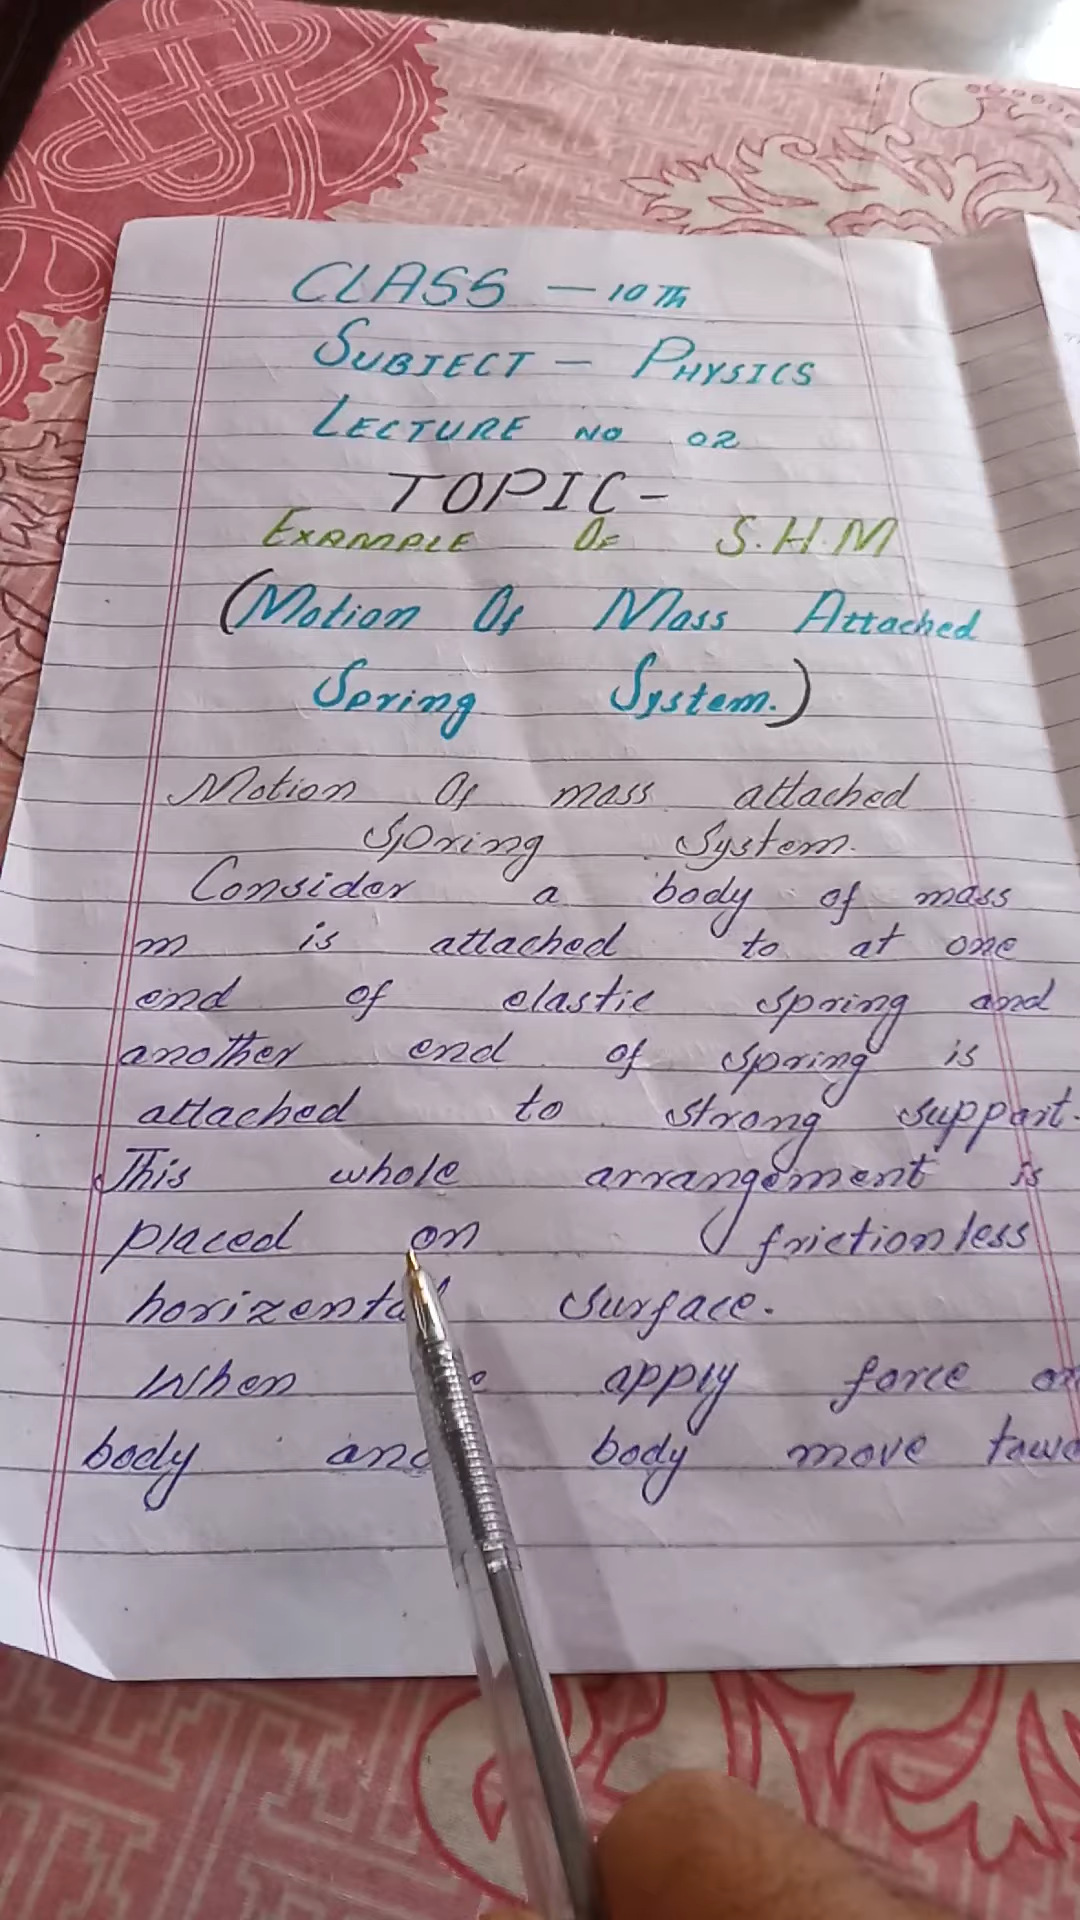 CLASS - 10Th
SUBJECT - PHYSICS
LECTURE NO 02
TOPIC-
EXAMPLE OF S.H.M
(Motion Of Mass Attached
Spring System.)
Motion Of mass attached
spring system.
Consider a body of mass
m is attached to at one
end of elastic spring and
another end of spring is
attached to strong support.
This whole arrangement is
placed on frictionless
horizental surface.
When apply force on
body and body move